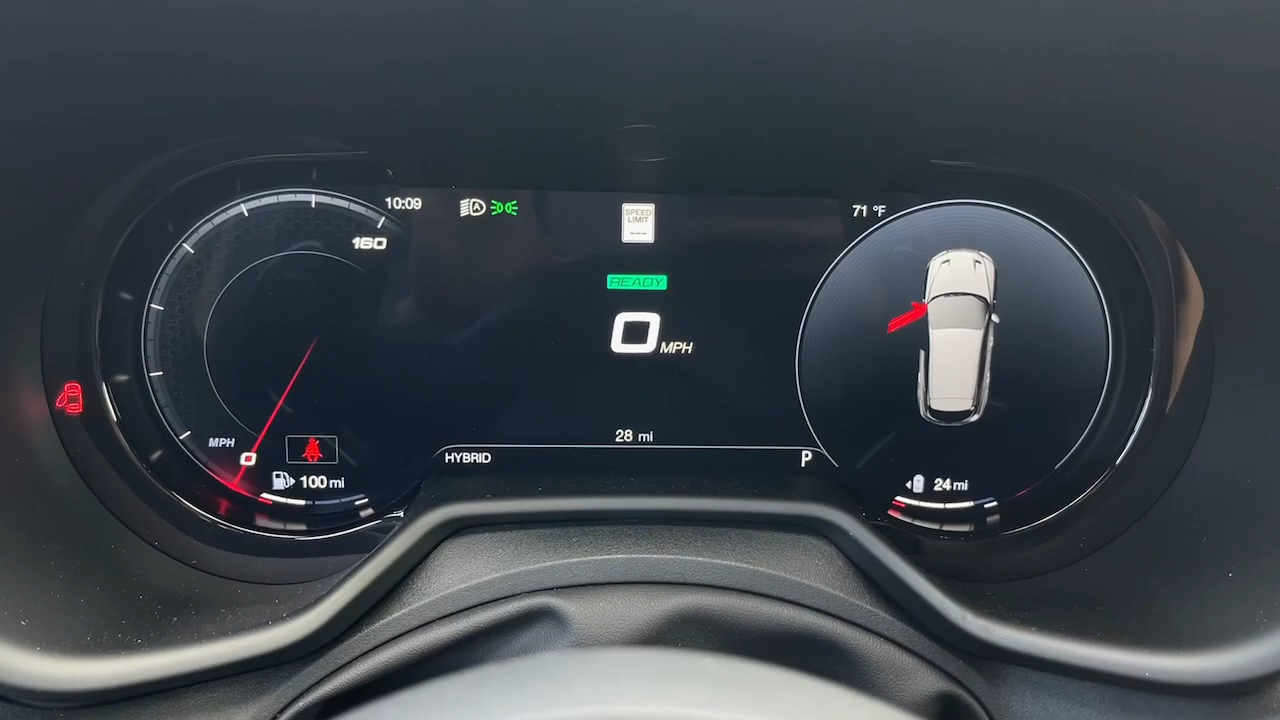 10:09
160
SPEED
LIMIT
71 °F
READY
0 MPH
28 mi
MPH
0
HYBRID
P
100 mi
24 mi